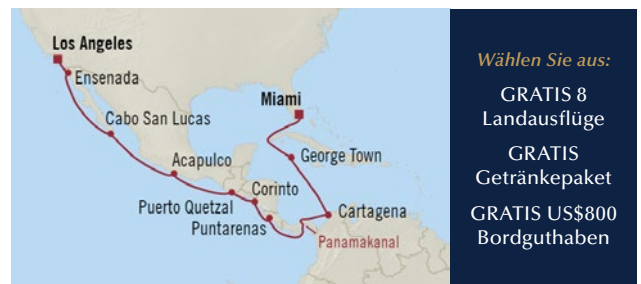 Los Angeles
Ensenada
Miami
Cabo San Lucas
George Town
Acapulco
Corinto
Puerto Quetzal
Cartagena
Puntarenas
Panamakanal
Wählen Sie aus:
GRATIS 8
Landausflüge
GRATIS
Getränkepaket
GRATIS US$800
Bordguthaben